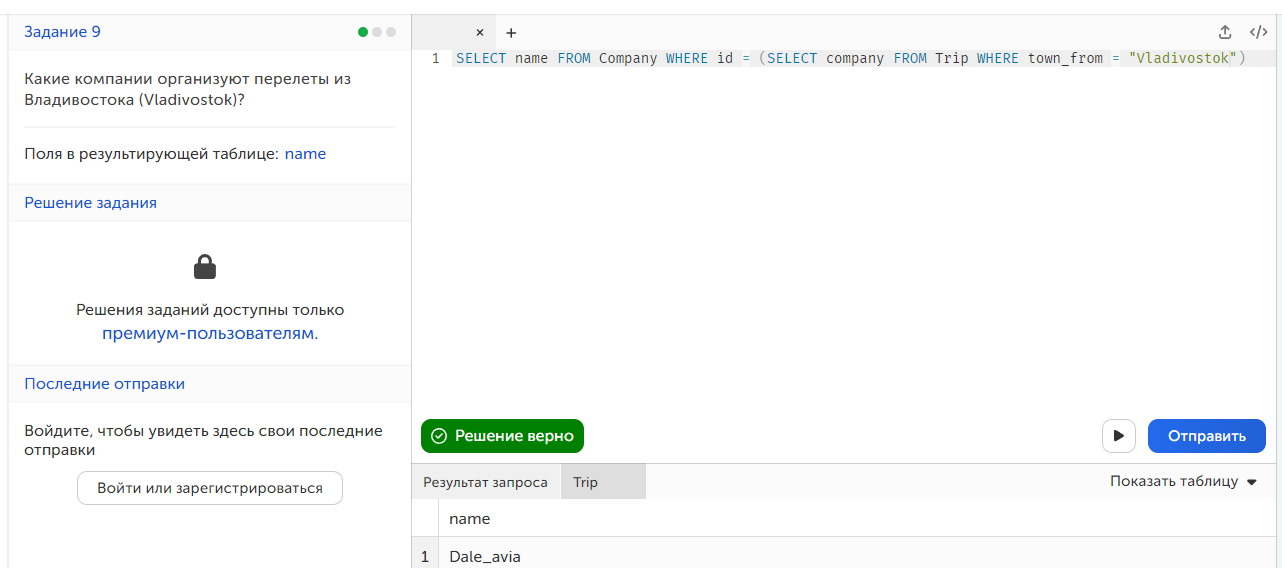 Задание 9
Какие компании организуют перелеты из
Владивостока (Vladivostok)?
Поля в результирующей таблице: name
Решение задания
Решения заданий доступны только
премиум-пользователям.
Последние отправки
Войдите, чтобы увидеть здесь свои последние
отправки
Войти или зарегистрироваться
× +
</>
1 SELECT name FROM Company WHERE id = (SELECT company FROM Trip WHERE town_from = "Vladivostok")
Решение верно
Отправить
Результат запроса Trip Показать таблицу
name
1 Dale_avia